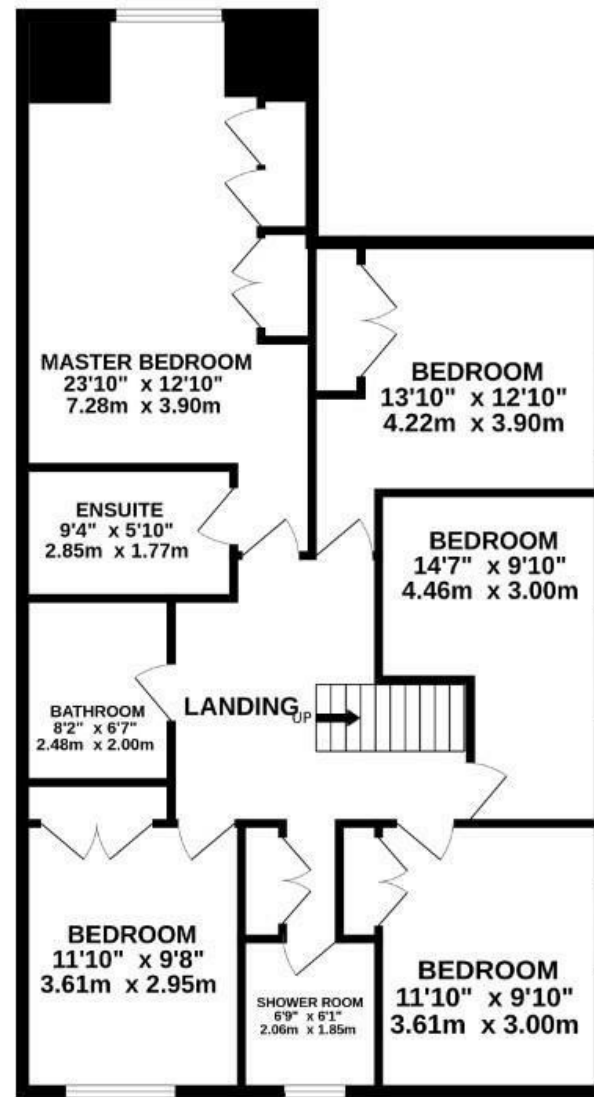 MASTER BEDROOM
23'10" x 12'10"
7.28m x 3.90m
BEDROOM
13'10" x 12'10"
4.22m x 3.90m
ENSUITE
9'4" x 5'10"
2.85m x 1.77m
BEDROOM
14'7" x 9'10"
4.46m x 3.00m
BATHROOM
8'2" x 6'7"
2.48m x 2.00m
LANDING
UP
BEDROOM
11'10" x 9'8"
3.61m x 2.95m
SHOWER ROOM
6'9" x 6'1"
2.06m x 1.85m
BEDROOM
11'10" x 9'10"
3.61m x 3.00m